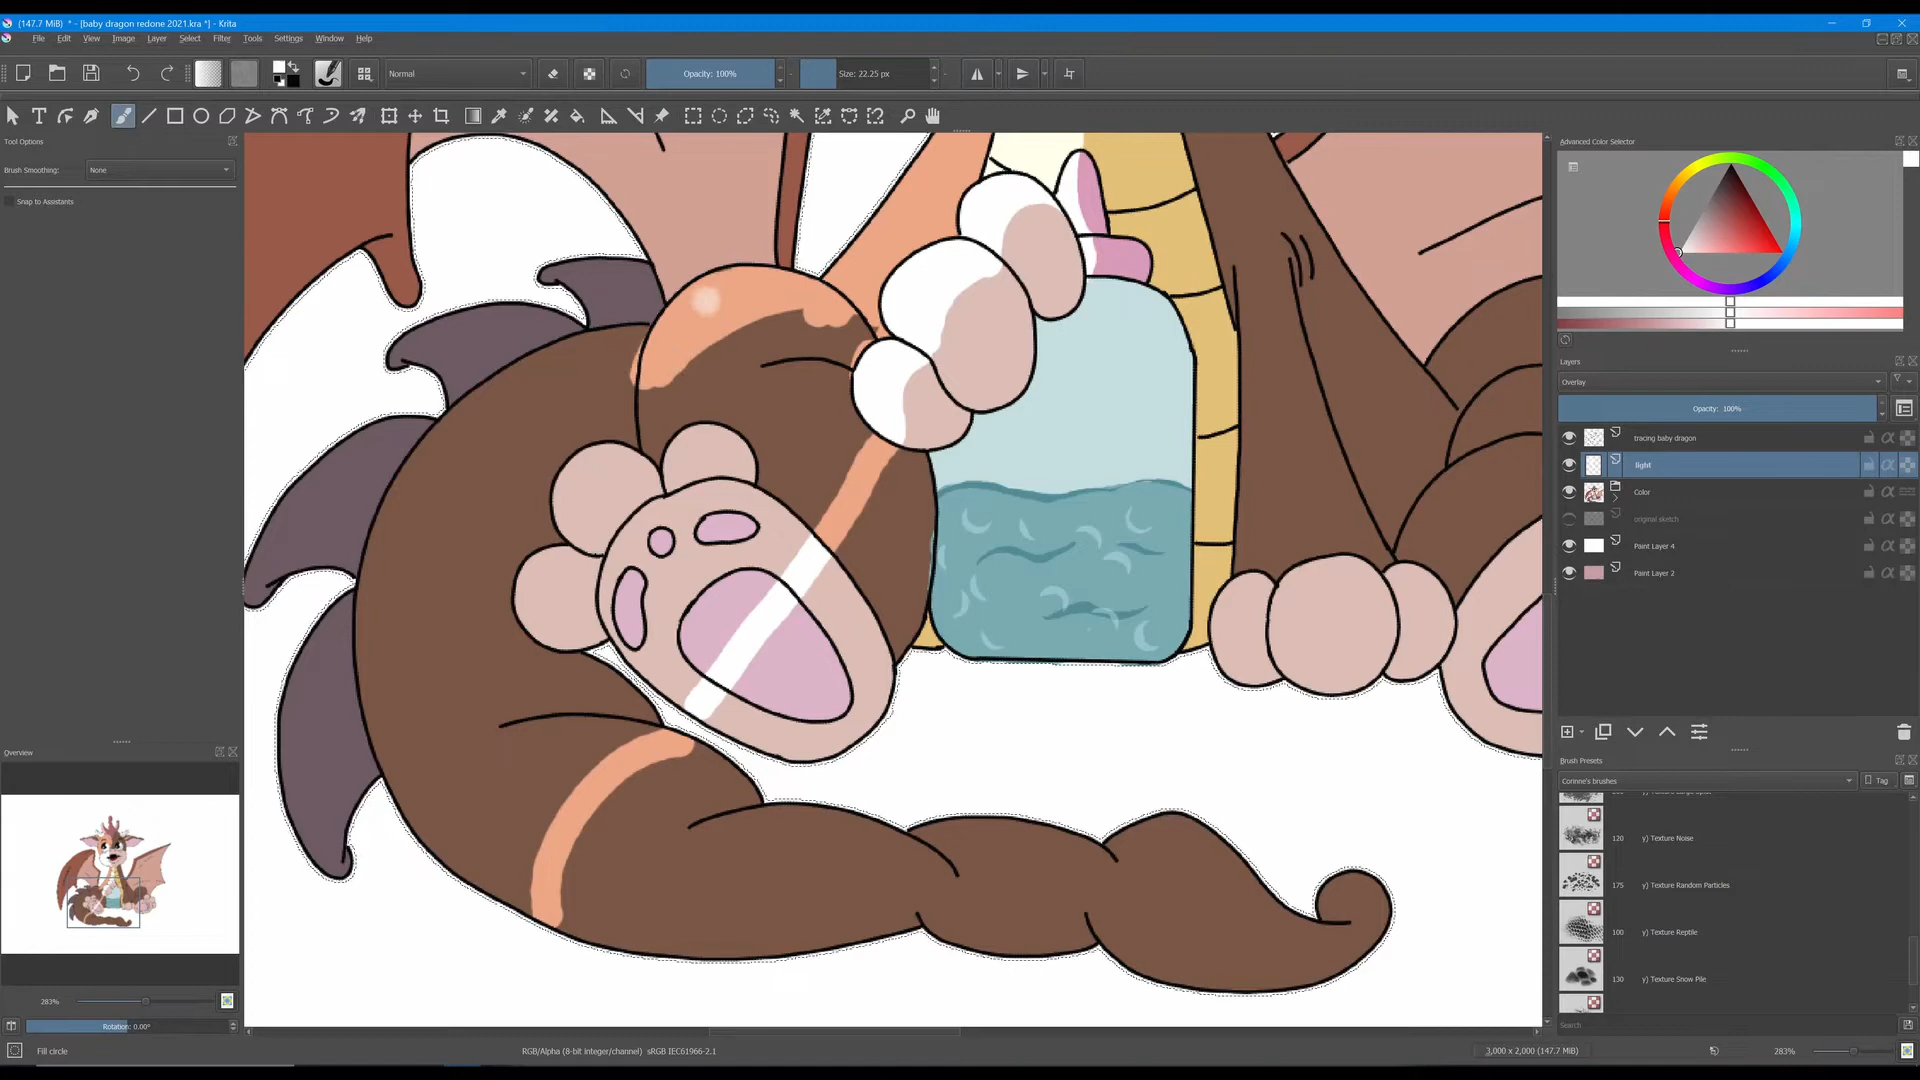 (147.7 MiB) * - [baby dragon redone 2021.kra *] - Krita
File Edit View Image Layer Select Filter Tools Settings Window Help
Normal Opacity: 100% Size: 22.25 px
Tool Options
Brush Smoothing: None
Snap to Assistants
Overview
283%
Rotation: 0.00°
Advanced Color Selector
Layers
Overlay
Opacity: 100%
tracing baby dragon
light
Color
original sketch
Paint Layer 4
Paint Layer 2
Brush Presets
Corinne's brushes Tag
120 y) Texture Noise
175 y) Texture Random Particles
100 y) Texture Reptile
130 y) Texture Snow Pile
Search
Fill circle RGB/Alpha (8-bit integer/channel) sRGB IEC61966-2.1 3,000 x 2,000 (147.7 MiB) 283%